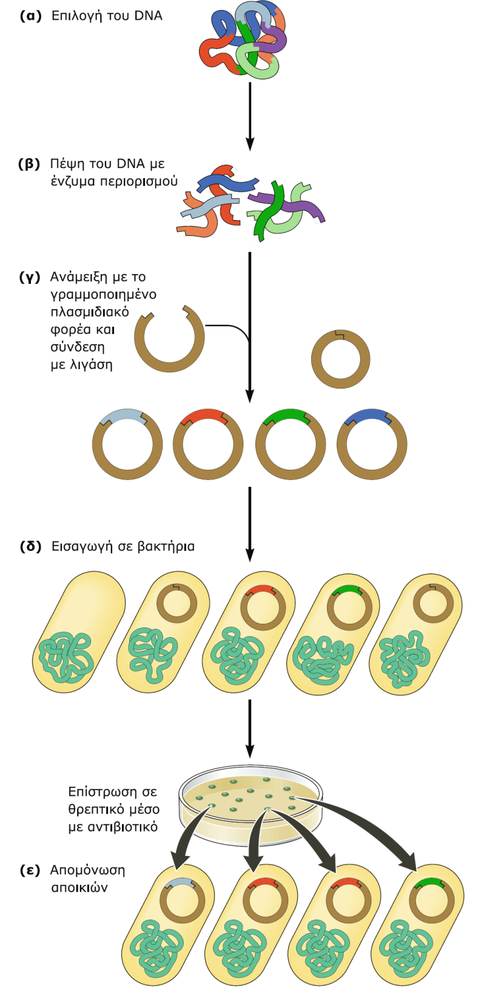 (α) Επιλογή του DNA
(β) Πέψη του DNA με
ένζυμα περιορισμού
(γ) Ανάμειξη με το
γραμμοποιημένο
πλασμιδιακό
φορέα και
σύνδεση
με λιγάση
(δ) Εισαγωγή σε βακτήρια
Επίστρωση σε
θρεπτικό μέσο
με αντιβιοτικό
(ε) Απομόνωση
αποικιών